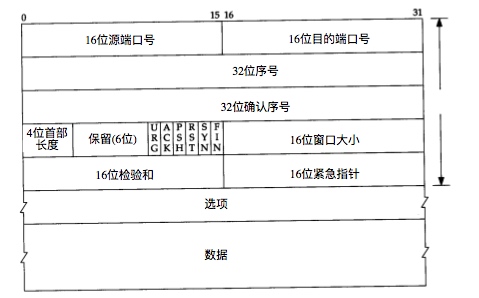 0 15 16 31
16位源端口号 16位目的端口号
32位序号
32位确认序号
4位首部长度 保留(6位) URG ACK PSH RST SYN FIN 16位窗口大小
16位检验和 16位紧急指针
选项
数据